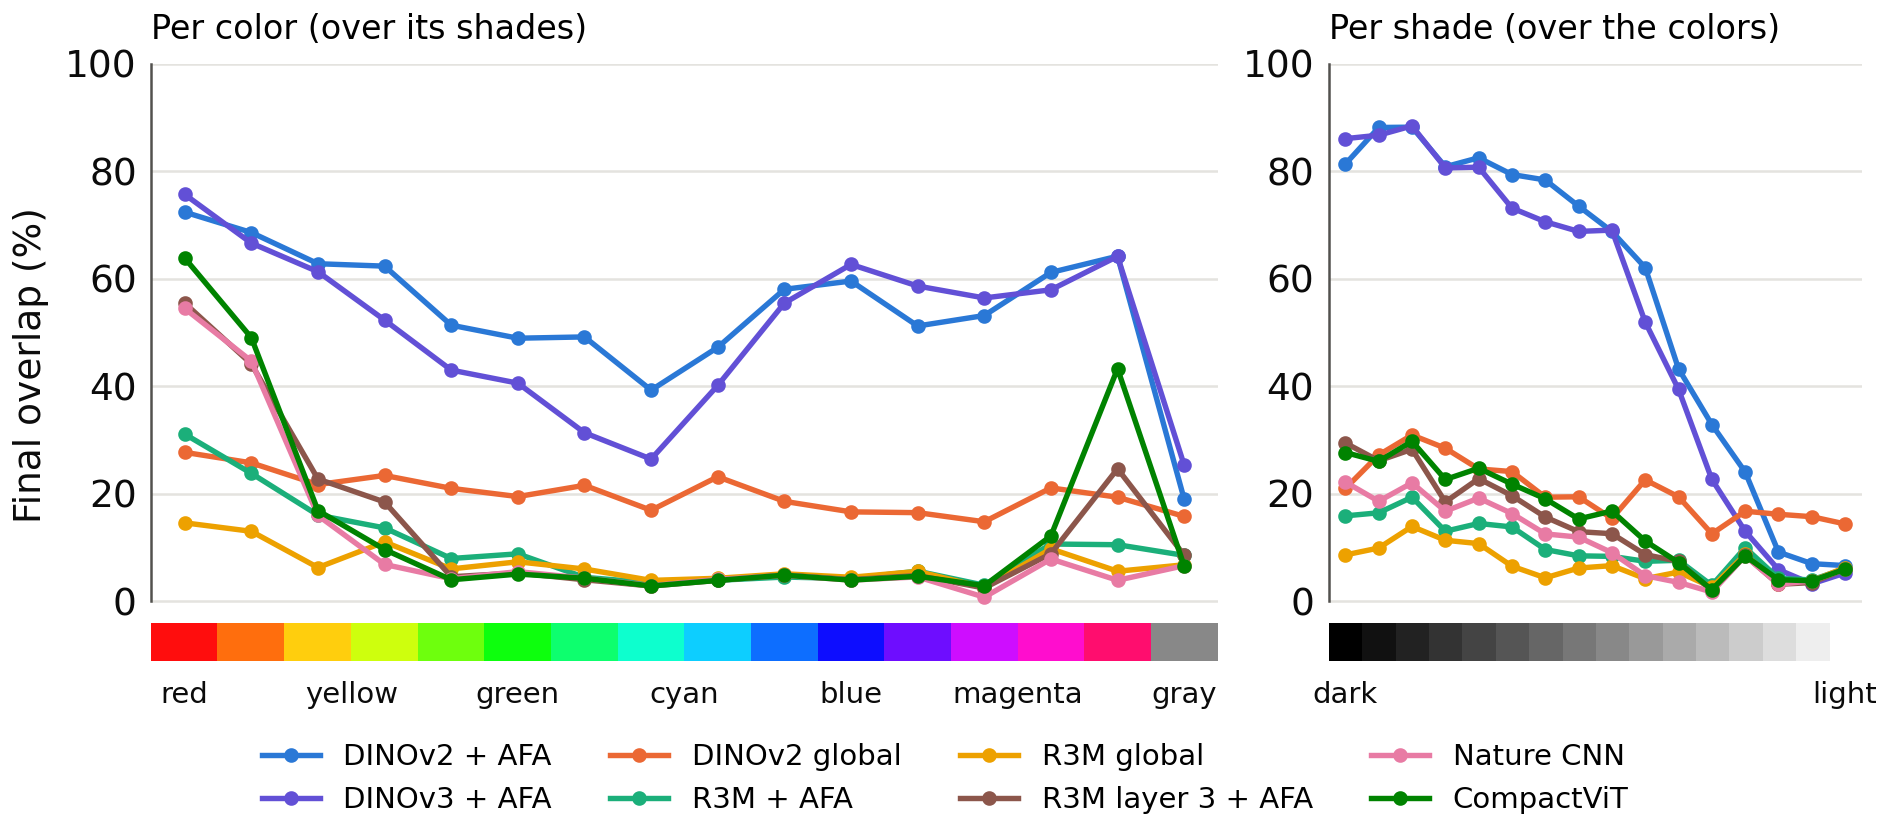 Per color (over its shades)
Per shade (over the colors)
Final overlap (%)
100
80
60
40
20
0
100
80
60
40
20
0
red yellow green cyan blue magenta gray
dark light
DINOv2 + AFA DINOv2 global R3M global Nature CNN
DINOv3 + AFA R3M + AFA R3M layer 3 + AFA CompactViT